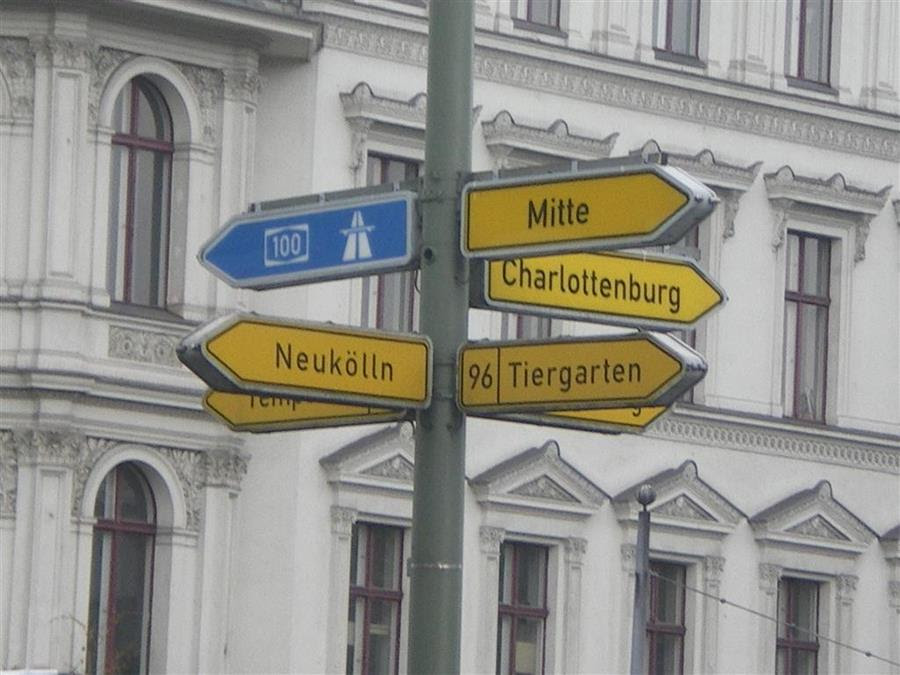 100
Mitte
Charlottenburg
Neukölln
96 Tiergarten